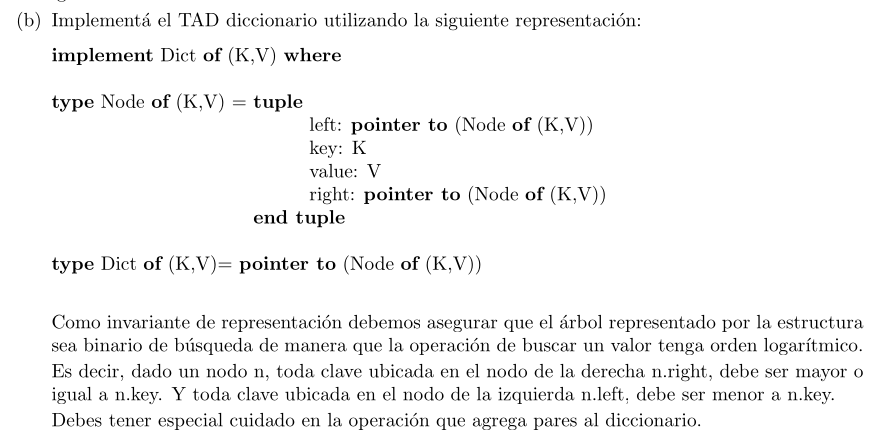 (b) Implementá el TAD diccionario utilizando la siguiente representación:
implement Dict of (K,V) where
type Node of (K,V) = tuple
left: pointer to (Node of (K,V))
key: K
value: V
right: pointer to (Node of (K,V))
end tuple
type Dict of (K,V)= pointer to (Node of (K,V))
Como invariante de representación debemos asegurar que el árbol representado por la estructura
sea binario de búsqueda de manera que la operación de buscar un valor tenga orden logarítmico.
Es decir, dado un nodo n, toda clave ubicada en el nodo de la derecha n.right, debe ser mayor o
igual a n.key. Y toda clave ubicada en el nodo de la izquierda n.left, debe ser menor a n.key.
Debes tener especial cuidado en la operación que agrega pares al diccionario.